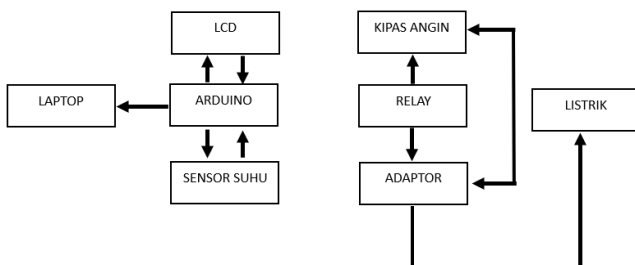 LCD
KIPAS ANGIN
LAPTOP
ARDUINO
RELAY
LISTRIK
SENSOR SUHU
ADAPTOR